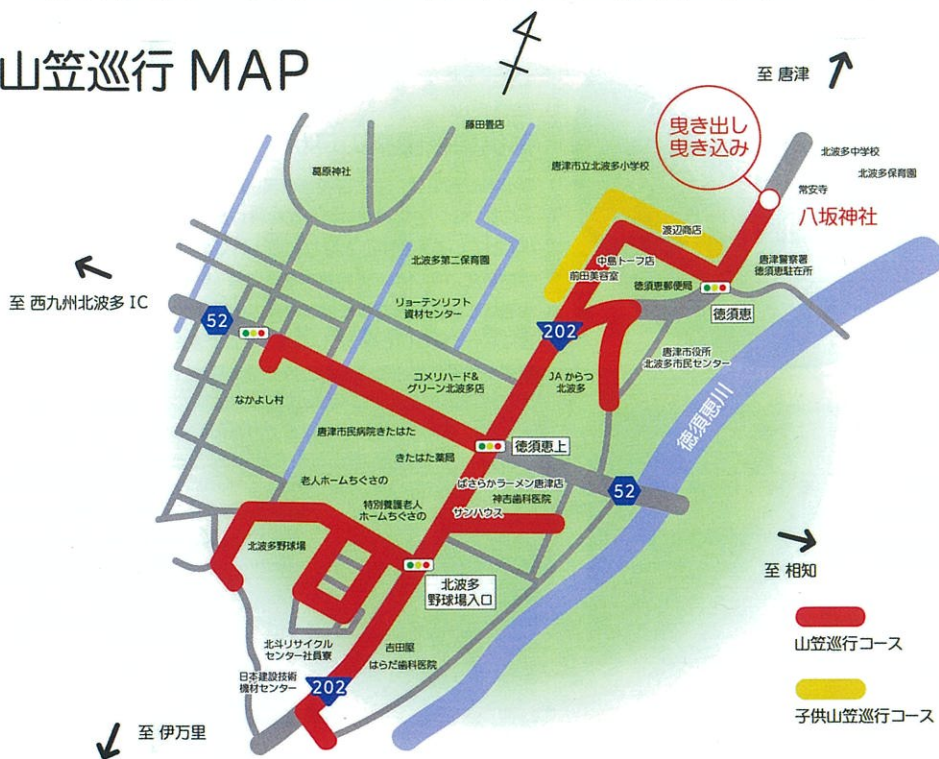 山笠巡行 MAP
至 唐津
曳き出し
曳き込み
藤田畳店
葛原神社
唐津市立北波多小学校
北波多中学校
北波多保育園
常安寺
八坂神社
渡辺商店
中島トーフ店
前田美容室
徳須恵郵便局
唐津警察署
徳須恵駐在所
徳須恵
北波多第二保育園
至 西九州北波多 IC
52
リョーテンリフト
資材センター
202
唐津市役所
北波多市民センター
JA からつ
北波多
コメリハード&
グリーン北波多店
なかよし村
徳須恵川
唐津市民病院きたはた
徳須恵上
きたはた薬局
老人ホームちぐさの
ばさらかラーメン唐津店
神吉歯科医院
52
特別養護老人
ホームちぐさの
サンハウス
北波多野球場
至 相知
北波多
野球場入口
山笠巡行コース
北斗リサイクル
センター社員寮
吉田屋
はらだ歯科医院
日本建設技術
機材センター
202
子供山笠巡行コース
至 伊万里